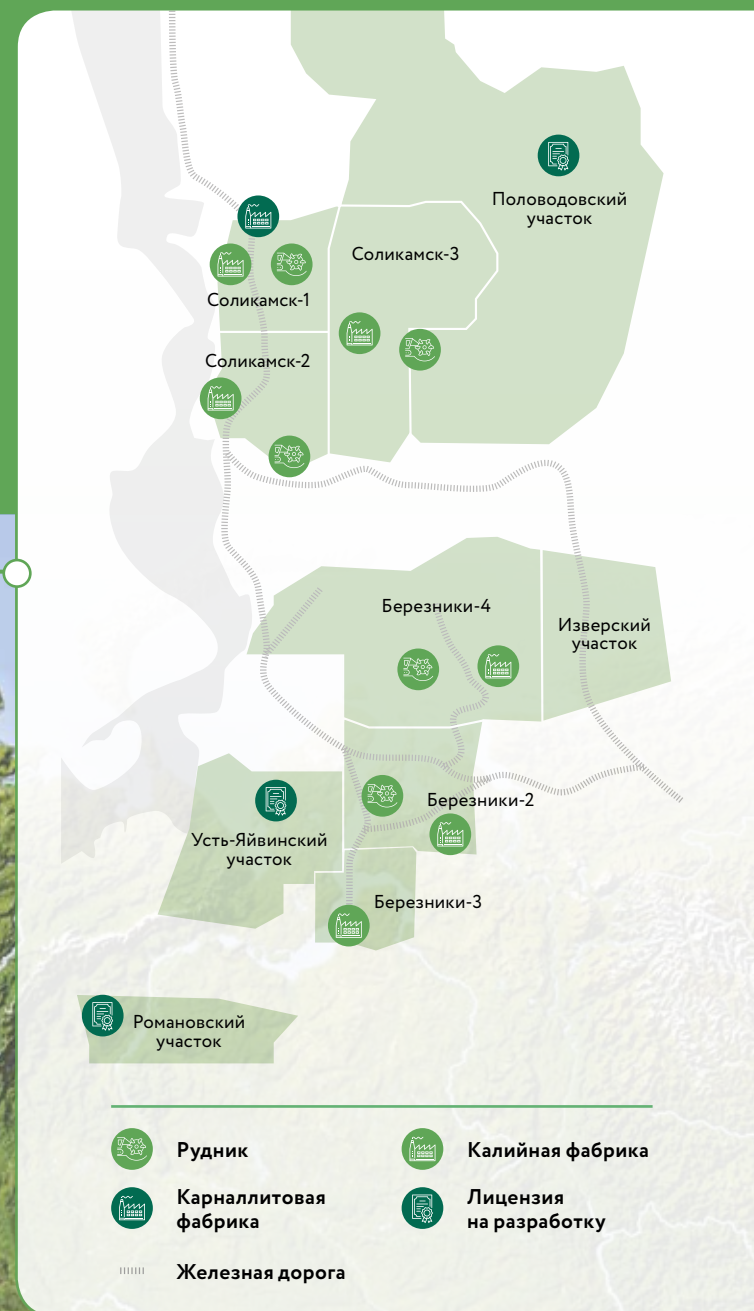 Половодовский
участок
Соликамск-3
Соликамск-1
Соликамск-2
Березники-4
Изверский
участок
Березники-2
Усть-Яйвинский
участок
Березники-3
Романовский
участок
Рудник
Калийная фабрика
Карналлитовая
фабрика
Лицензия
на разработку
Железная дорога